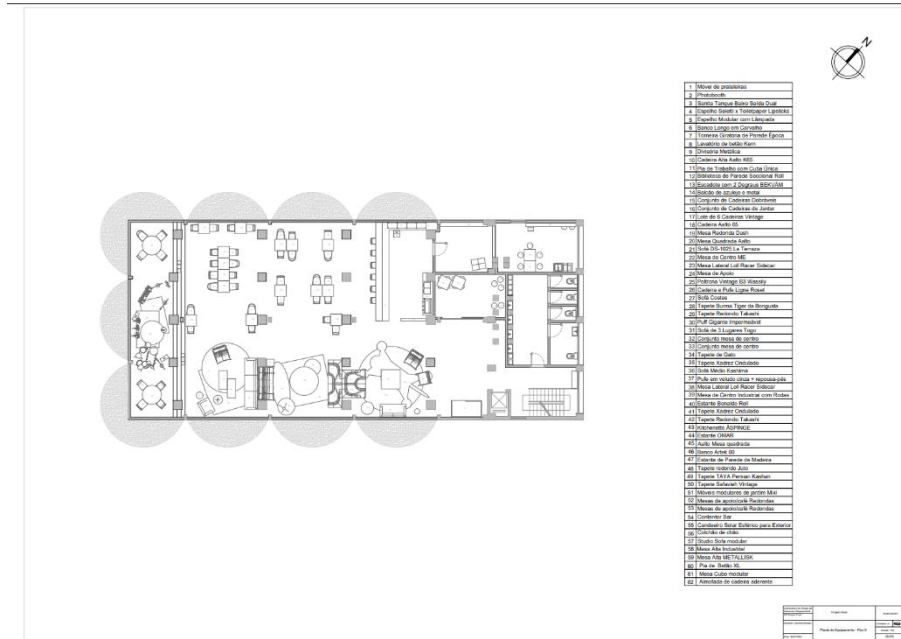 N
1 Móvel de prateleiras
2 Photobooth
3 Sanita Tanque Baixo Saída Dual
4 Espelho Seletti x Toiletpaper Lipsticks
5 Espelho Modular com Lâmpada
6 Banco Longo em Carvalho
7 Torneira Giratória de Parede Época
8 Lavatório de betão Kern
9 Divisória Metálica
10 Cadeira Alta Aalto K65
11 Pia de Trabalho com Cuba Única
12 Biblioteca de Parede Seccional Roll
13 Escadote com 2 Degraus BEKVÄM
14 Balcão de azulejo e metal
15 Conjunto de Cadeiras Dobráveis
16 Conjunto de Cadeiras de Jantar
17 Lote de 6 Cadeiras Vintage
18 Cadeira Aalto 65
19 Mesa Redonda Dush
20 Mesa Quadrada Aalto
21 Sofá DS-1025 La Terrazza
22 Mesa de Centro ME
23 Mesa Lateral Loll Racer Sidecar
24 Mesa de Apoio
25 Poltrona Vintage B3 Wassily
26 Cadeira e Pufe Ligne Roset
27 Sofá Costes
28 Tapete Burma Tiger da Bongusta
29 Tapete Redondo Takashi
30 Puff Gigante Impermeável
31 Sofá de 3 Lugares Togo
32 Conjunto mesa de centro
33 Conjunto mesa de centro
34 Tapete de Gato
35 Tapete Xadrez Ondulado
36 Sofá Médio Kashima
37 Pufe em veludo cinza + repousa-pés
38 Mesa Lateral Loll Racer Sidecar
39 Mesa de Centro Industrial com Rodas
40 Estante Bonaldo Roll
41 Tapete Xadrez Ondulado
42 Tapete Redondo Takashi
43 Kitchenette ÄSPINGE
44 Estante OMAR
45 Aalto Mesa quadrada
46 Banco Artek 60
47 Estante de Parede de Madeira
48 Tapete redondo Juta
49 Tapete TAYA Persian Kashan
50 Tapete Safavieh Vintage
51 Móveis modulares de jardim Mixi
52 Mesas de apoio/café Redondas
53 Mesas de apoio/café Redondas
54 Contentor Bar
55 Candeeiro Solar Esférico para Exterior
56 Colchão de chão
57 Studio Sofa modular
58 Mesa Alta Industrial
59 Mesa Alta METALLISK
60 Pia de Betão XL
61 Mesa Cubo modular
62 Almofada de cadeira aderente
Projeto Final
Planta de Equipamento - Piso 0